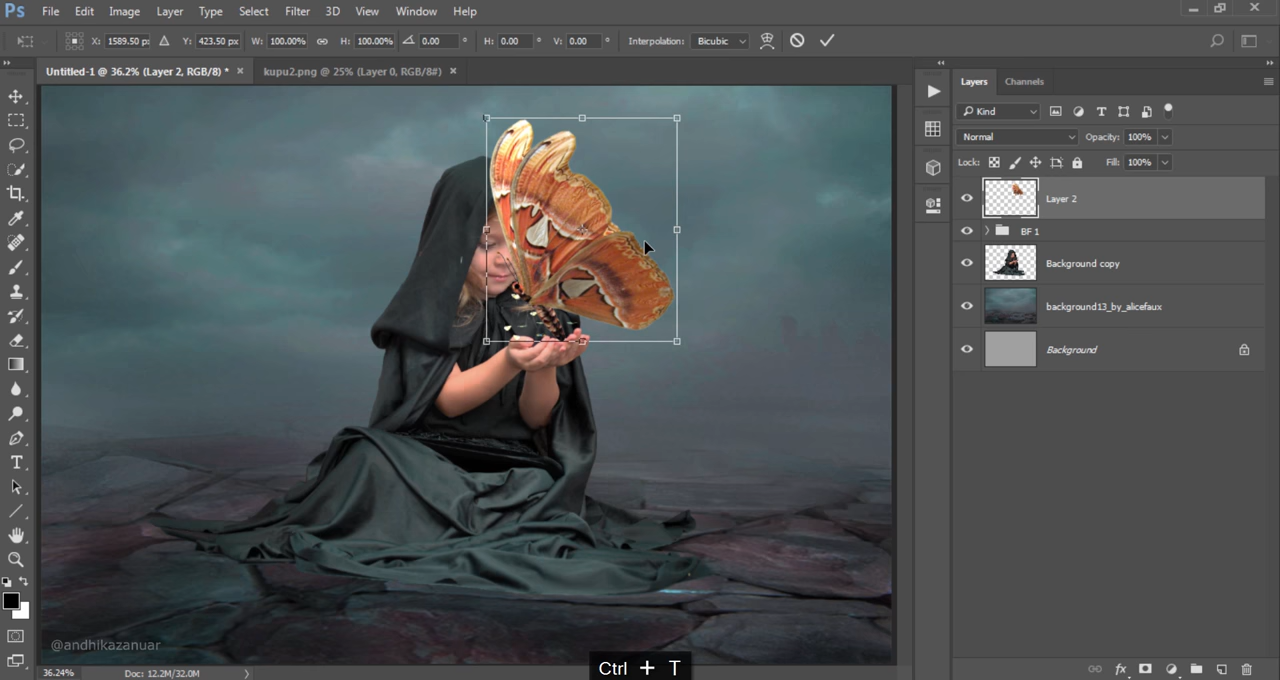 Ps File Edit Image Layer Type Select Filter 3D View Window Help
X: 1589.50 px Y: 423.50 px W: 100.00% H: 100.00% 0.00 ° H: 0.00 ° V: 0.00 ° Interpolation: Bicubic
Untitled-1 @ 36.2% (Layer 2, RGB/8) * × kupu2.png @ 25% (Layer 0, RGB/8#) ×
Layers Channels
Kind
Normal Opacity: 100%
Lock: Fill: 100%
Layer 2
BF 1
Background copy
background13_by_alicefaux
Background
@andhikazanuar
Ctrl + T
36.24% Doc: 12.2M/32.0M
fx